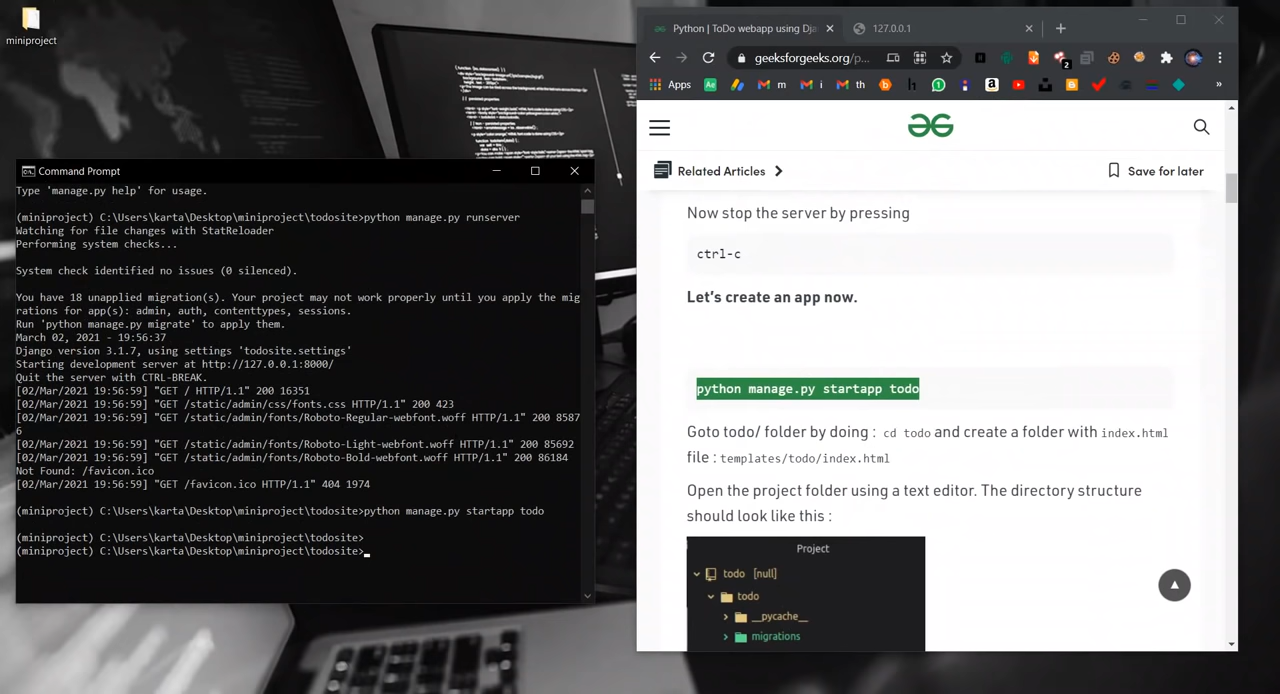 miniproject
Command Prompt
Type 'manage.py help' for usage.
(miniproject) C:\Users\karta\Desktop\miniproject\todosite>python manage.py runserver
Watching for file changes with StatReloader
Performing system checks...
System check identified no issues (0 silenced).
You have 18 unapplied migration(s). Your project may not work properly until you apply the mig
rations for app(s): admin, auth, contenttypes, sessions.
Run 'python manage.py migrate' to apply them.
March 02, 2021 - 19:56:37
Django version 3.1.7, using settings 'todosite.settings'
Starting development server at http://127.0.0.1:8000/
Quit the server with CTRL-BREAK.
[02/Mar/2021 19:56:59] "GET / HTTP/1.1" 200 16351
[02/Mar/2021 19:56:59] "GET /static/admin/css/fonts.css HTTP/1.1" 200 423
[02/Mar/2021 19:56:59] "GET /static/admin/fonts/Roboto-Regular-webfont.woff HTTP/1.1" 200 8587
6
[02/Mar/2021 19:56:59] "GET /static/admin/fonts/Roboto-Light-webfont.woff HTTP/1.1" 200 85692
[02/Mar/2021 19:56:59] "GET /static/admin/fonts/Roboto-Bold-webfont.woff HTTP/1.1" 200 86184
Not Found: /favicon.ico
[02/Mar/2021 19:56:59] "GET /favicon.ico HTTP/1.1" 404 1974
(miniproject) C:\Users\karta\Desktop\miniproject\todosite>python manage.py startapp todo
(miniproject) C:\Users\karta\Desktop\miniproject\todosite>
(miniproject) C:\Users\karta\Desktop\miniproject\todosite>
Python | ToDo webapp using Dja
127.0.0.1
geeksforgeeks.org/p...
2
Apps
Ae
m
i
th
b
h
1
a
»
Related Articles
Save for later
Now stop the server by pressing
ctrl-c
Let's create an app now.
python manage.py startapp todo
Goto todo/ folder by doing : cd todo and create a folder with index.html
file : templates/todo/index.html
Open the project folder using a text editor. The directory structure
should look like this :
Project
todo [null]
todo
__pycache__
migrations